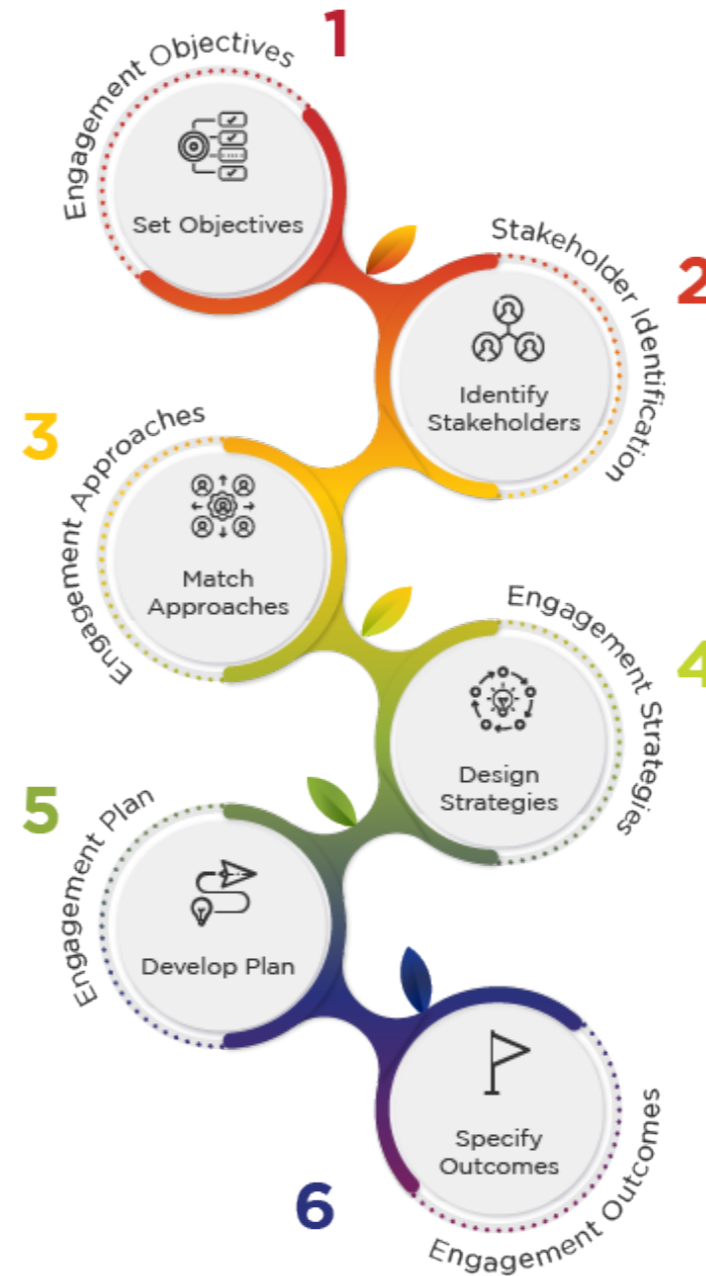 1
Engagement Objectives
Set Objectives
2
Stakeholder Identification
Identify
Stakeholders
3
Engagement Approaches
Match
Approaches
4
Engagement Strategies
Design
Strategies
5
Engagement Plan
Develop Plan
6
Specify
Outcomes
Engagement Outcomes